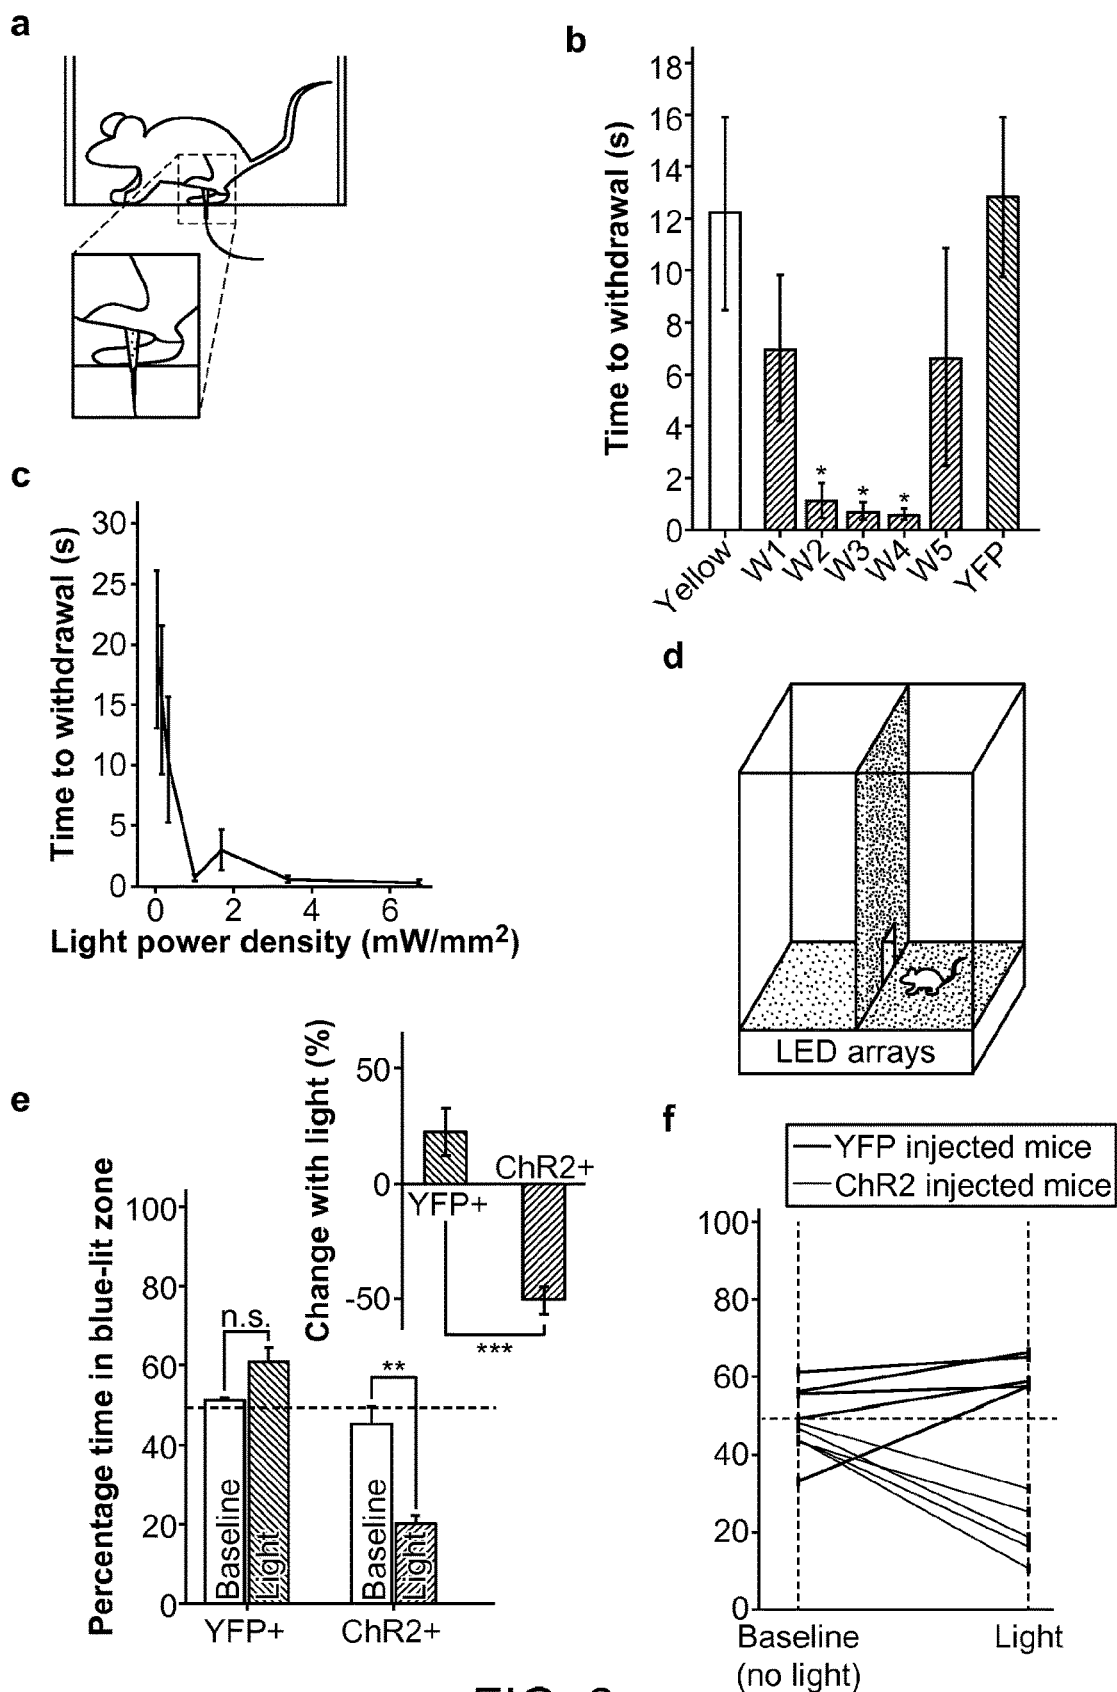 a
b
Time to withdrawal (s)
18
16
14
12
10
8
6
4
2
0
*
*
*
Yellow
W1
W2
W3
W4
W5
YFP
c
Time to withdrawal (s)
30
25
20
15
10
5
0
0 2 4 6
Light power density (mW/mm²)
d
LED arrays
e
Percentage time in blue-lit zone
100
80
60
40
20
0
n.s.
**
Baseline
Light
Baseline
Light
YFP+ ChR2+
Change with light (%)
50
0
-50
YFP+
ChR2+
***
f
YFP injected mice
ChR2 injected mice
100
80
60
40
20
0
Baseline Light
(no light)